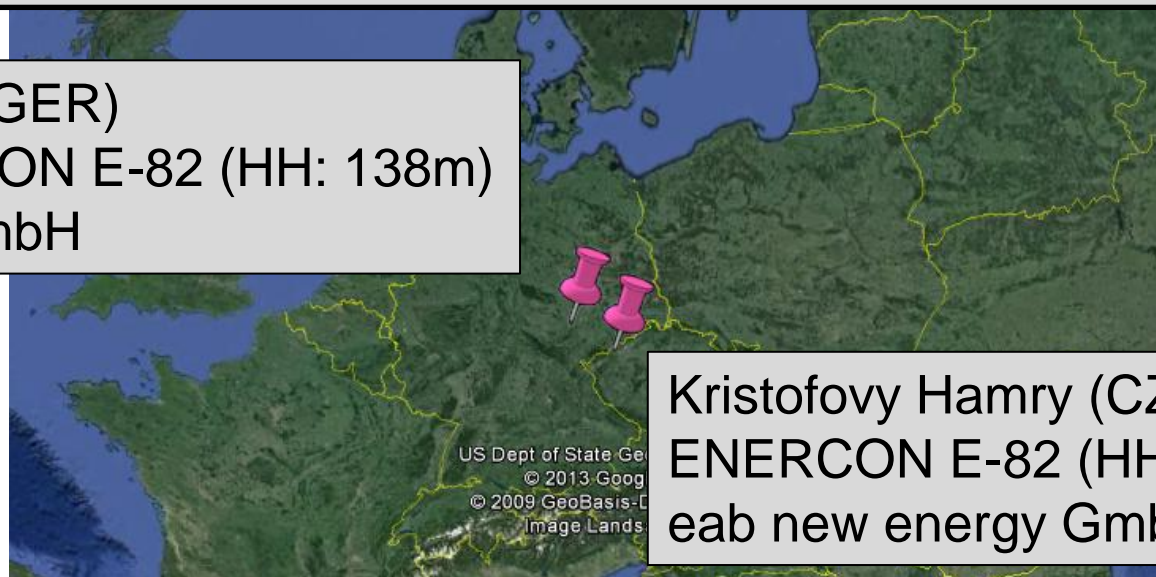 GER)
ON E-82 (HH: 138m)
mbH
US Dept of State Ge
© 2013 Goog
© 2009 GeoBasis-D
Image Lands
Kristofovy Hamry (CZ
ENERCON E-82 (HH
eab new energy Gmb